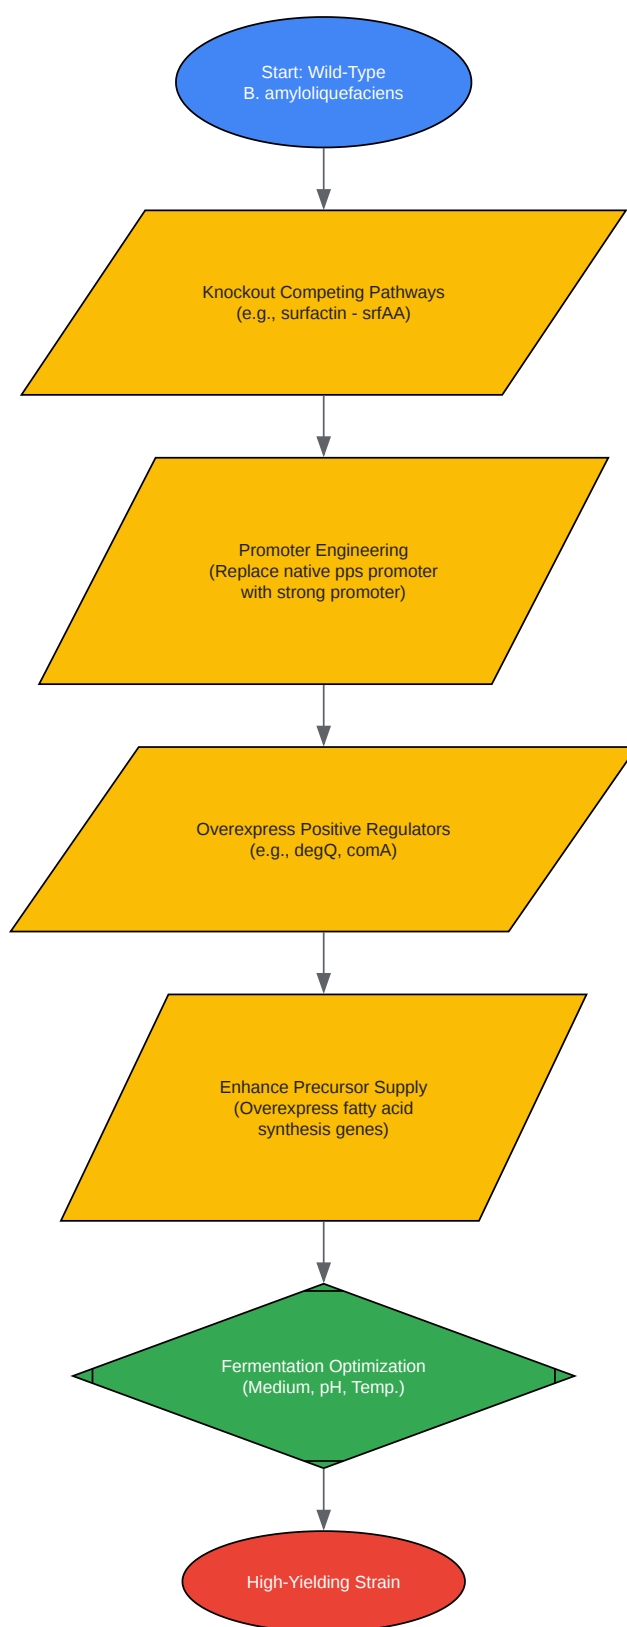 Start: Wild-Type
B. amyloliquefaciens
Knockout Competing Pathways
(e.g., surfactin - srfAA)
Promoter Engineering
(Replace native pps promoter
with strong promoter)
Overexpress Positive Regulators
(e.g., degQ, comA)
Enhance Precursor Supply
(Overexpress fatty acid
synthesis genes)
Fermentation Optimization
(Medium, pH, Temp.)
High-Yielding Strain